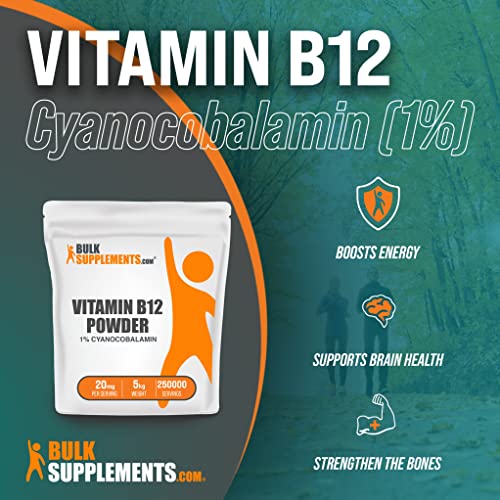 VITAMIN B12
Cyanocobalamin (1%)
BULK
SUPPLEMENTS.COM®
VITAMIN B12
POWDER
1% CYANOCOBALAMIN
20mg
PER SERVING
5kg
WEIGHT
250000
SERVINGS
BOOSTS ENERGY
SUPPORTS BRAIN HEALTH
STRENGTHEN THE BONES
BULK
SUPPLEMENTS.COM®